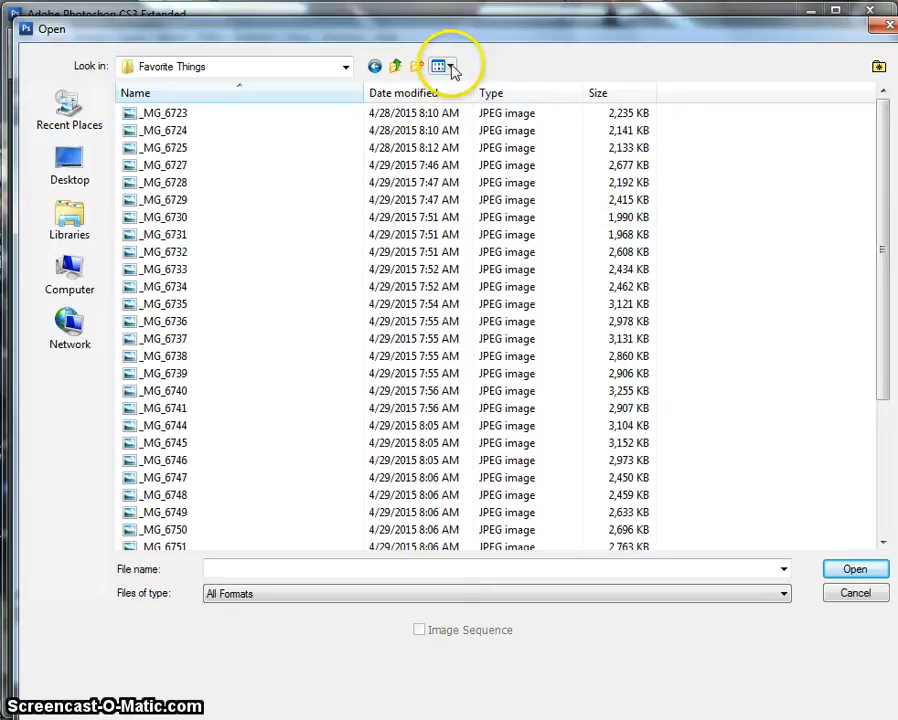 Adobe Photoshop CS3 Extended
Open
Look in: Favorite Things
Name Date modified Type Size
Recent Places
Desktop
Libraries
Computer
Network
_MG_6723 4/28/2015 8:10 AM JPEG image 2,235 KB
_MG_6724 4/28/2015 8:10 AM JPEG image 2,141 KB
_MG_6725 4/28/2015 8:12 AM JPEG image 2,133 KB
_MG_6727 4/29/2015 7:46 AM JPEG image 2,677 KB
_MG_6728 4/29/2015 7:47 AM JPEG image 2,192 KB
_MG_6729 4/29/2015 7:47 AM JPEG image 2,415 KB
_MG_6730 4/29/2015 7:51 AM JPEG image 1,990 KB
_MG_6731 4/29/2015 7:51 AM JPEG image 1,968 KB
_MG_6732 4/29/2015 7:51 AM JPEG image 2,608 KB
_MG_6733 4/29/2015 7:52 AM JPEG image 2,434 KB
_MG_6734 4/29/2015 7:52 AM JPEG image 2,462 KB
_MG_6735 4/29/2015 7:54 AM JPEG image 3,121 KB
_MG_6736 4/29/2015 7:55 AM JPEG image 2,978 KB
_MG_6737 4/29/2015 7:55 AM JPEG image 3,131 KB
_MG_6738 4/29/2015 7:55 AM JPEG image 2,860 KB
_MG_6739 4/29/2015 7:55 AM JPEG image 2,906 KB
_MG_6740 4/29/2015 7:56 AM JPEG image 3,255 KB
_MG_6741 4/29/2015 7:56 AM JPEG image 2,907 KB
_MG_6744 4/29/2015 8:05 AM JPEG image 3,104 KB
_MG_6745 4/29/2015 8:05 AM JPEG image 3,152 KB
_MG_6746 4/29/2015 8:05 AM JPEG image 2,973 KB
_MG_6747 4/29/2015 8:06 AM JPEG image 2,450 KB
_MG_6748 4/29/2015 8:06 AM JPEG image 2,459 KB
_MG_6749 4/29/2015 8:06 AM JPEG image 2,633 KB
_MG_6750 4/29/2015 8:06 AM JPEG image 2,696 KB
_MG_6751 4/29/2015 8:06 AM JPEG image 2,763 KB
File name: Open
Files of type: All Formats Cancel
Image Sequence
Screencast-O-Matic.com